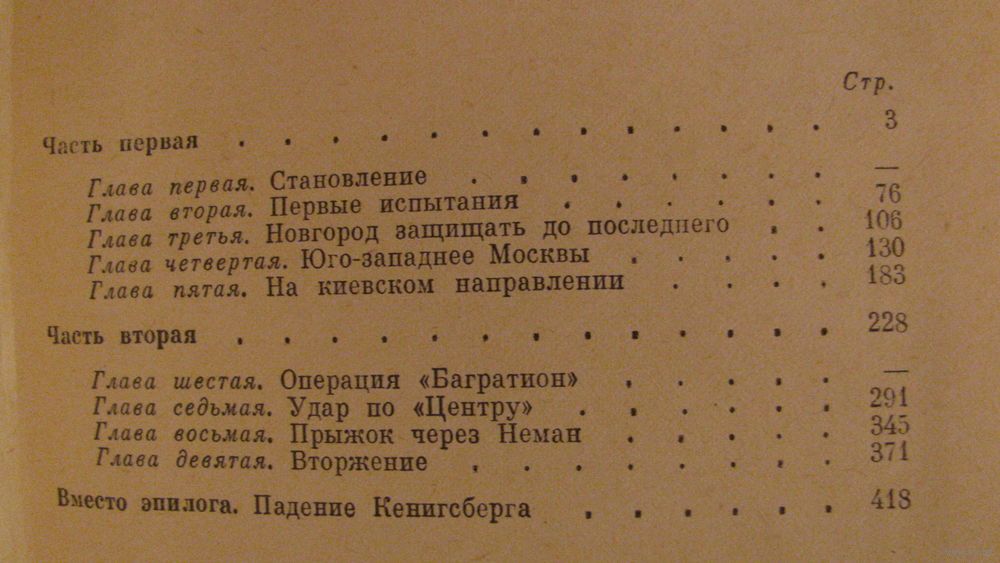 Стр.
Часть первая . . . . . . . . . . . . 3
Глава первая. Становление . . . . . . . . —
Глава вторая. Первые испытания . . . . . . 76
Глава третья. Новгород защищать до последнего . . 106
Глава четвертая. Юго-западнее Москвы . . . . . 130
Глава пятая. На киевском направлении . . . . 183
Часть вторая . . . . . . . . . . . . 228
Глава шестая. Операция «Багратион» . . . . . —
Глава седьмая. Удар по «Центру» . . . . . . 291
Глава восьмая. Прыжок через Неман . . . . . 345
Глава девятая. Вторжение . . . . . . . . 371
Вместо эпилога. Падение Кенигсберга . . . . . . 418